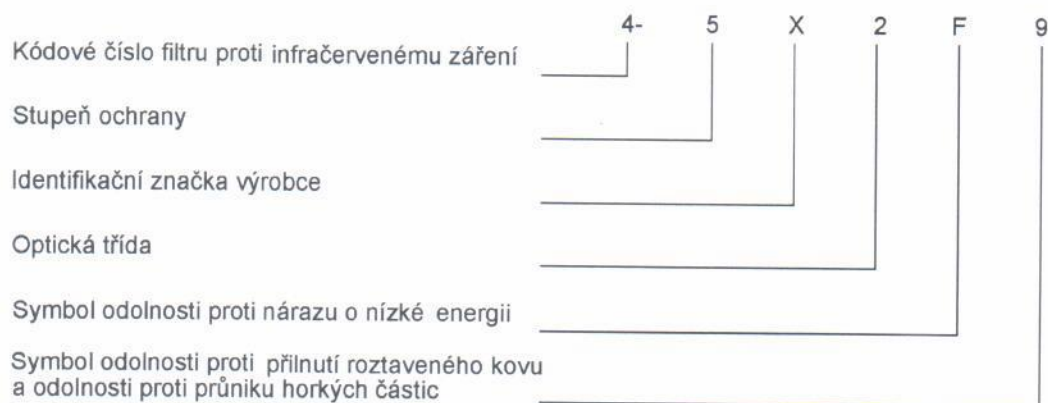 4- 5 X 2 F 9
Kódové číslo filtru proti infračervenému záření
Stupeň ochrany
Identifikační značka výrobce
Optická třída
Symbol odolnosti proti nárazu o nízké energii
Symbol odolnosti proti přilnutí roztaveného kovu
a odolnosti proti průniku horkých částic